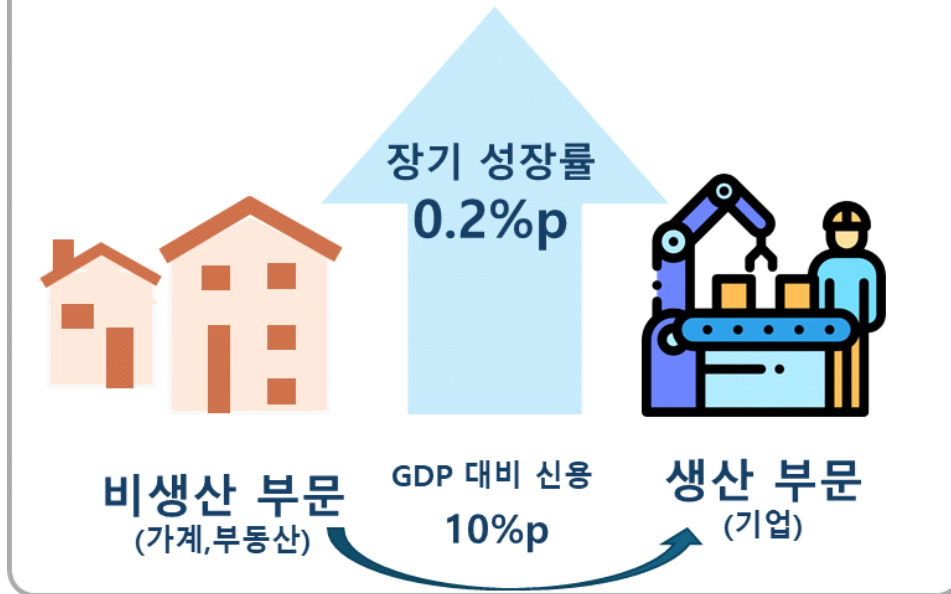 장기 성장률
0.2%p
비생산 부문
(가계,부동산)
GDP 대비 신용
10%p
생산 부문
(기업)